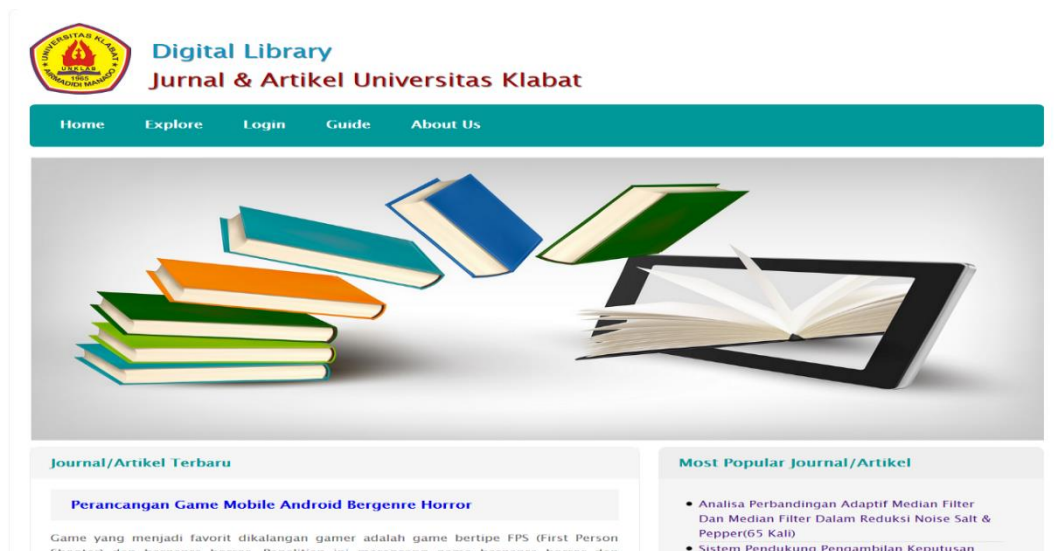 UNIVERSITAS KLABAT
UNKLAB
1965
AIRMADIDI MANADO
Digital Library
Jurnal & Artikel Universitas Klabat
Home Explore Login Guide About Us
Journal/Artikel Terbaru
Perancangan Game Mobile Android Bergenre Horror
Game yang menjadi favorit dikalangan gamer adalah game bertipe FPS (First Person
Most Popular Journal/Artikel
Analisa Perbandingan Adaptif Median Filter
Dan Median Filter Dalam Reduksi Noise Salt &
Pepper(65 Kali)
Sistem Pendukung Pengambilan Keputusan